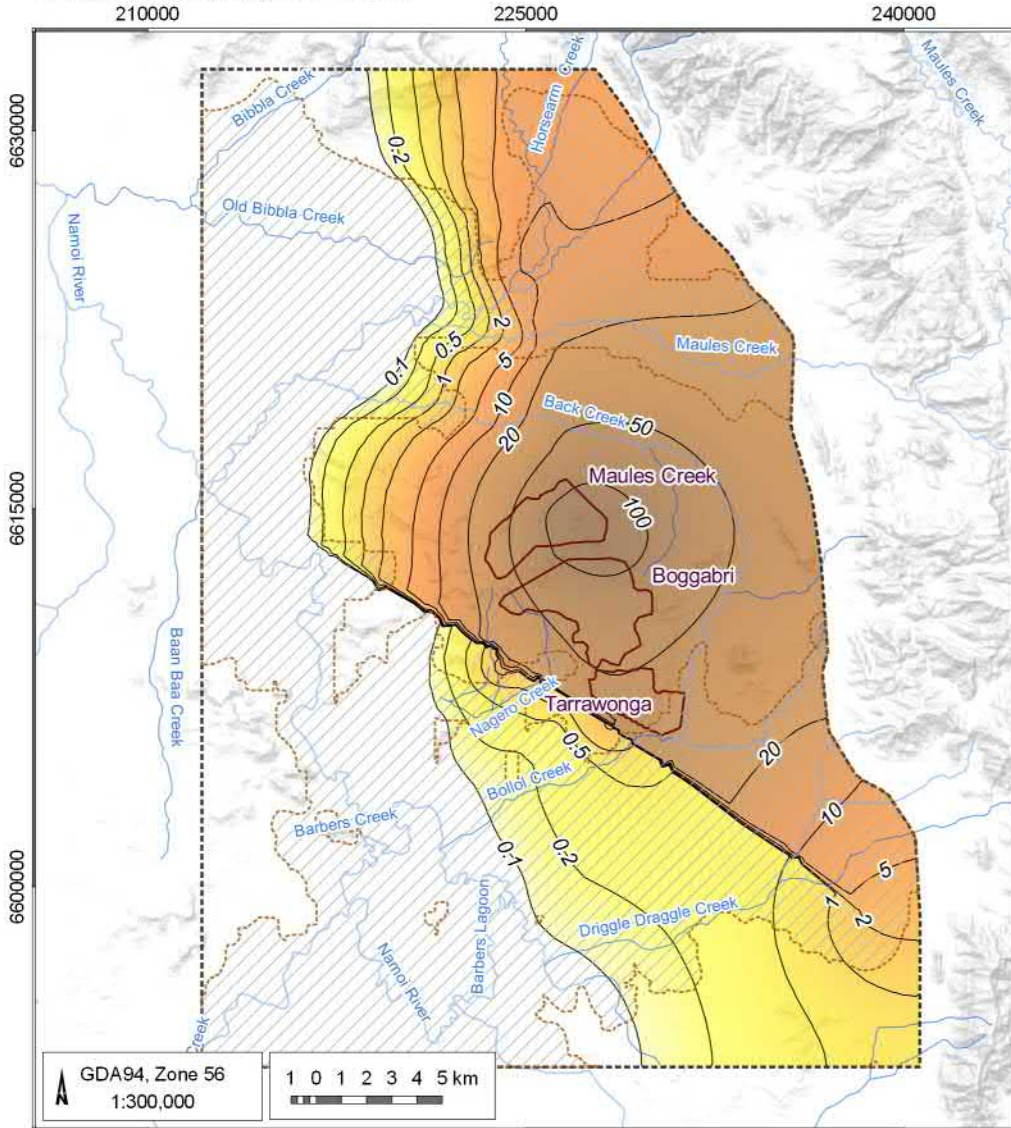 210000 225000 240000
6630000
6615000
6600000
Bibbla Creek
Horsearm Creek
Maules Creek
0.2
Old Bibbla Creek
Namoi River
2
0.5
0.1
1
5
Maules Creek
10
20
Back Creek
50
Maules Creek
100
Boggabri
Baan Baa Creek
Nagero Creek
Tarrawonga
0.5
20
Bollol Creek
10
Barbers Creek
0.1
0.2
5
1
2
Driggle Draggle Creek
Barbers Lagoon
Namoi River
Creek
GDA94, Zone 56
1:300,000
1 0 1 2 3 4 5 km